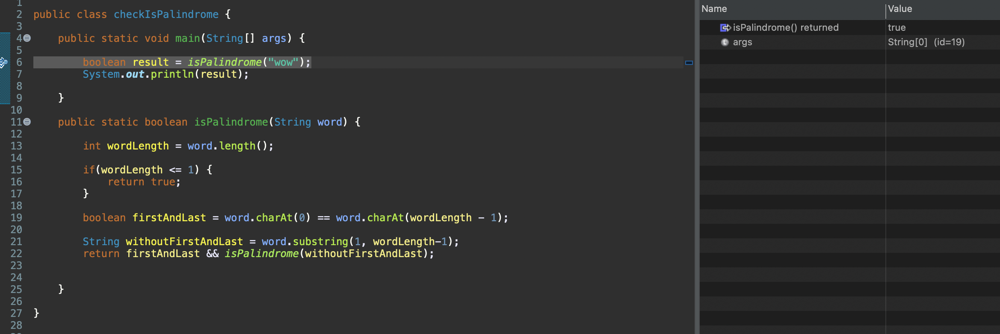 1
2 public class checkIsPalindrome {
3
4 public static void main(String[] args) {
5
6 boolean result = isPalindrome("wow");
7 System.out.println(result);
8
9 }
10
11 public static boolean isPalindrome(String word) {
12
13 int wordLength = word.length();
14
15 if(wordLength <= 1) {
16 return true;
17 }
18
19 boolean firstAndLast = word.charAt(0) == word.charAt(wordLength - 1);
20
21 String withoutFirstAndLast = word.substring(1, wordLength-1);
22 return firstAndLast && isPalindrome(withoutFirstAndLast);
23
24
25 }
26
27 }
28
Name Value
isPalindrome() returned true
L args String[0] (id=19)